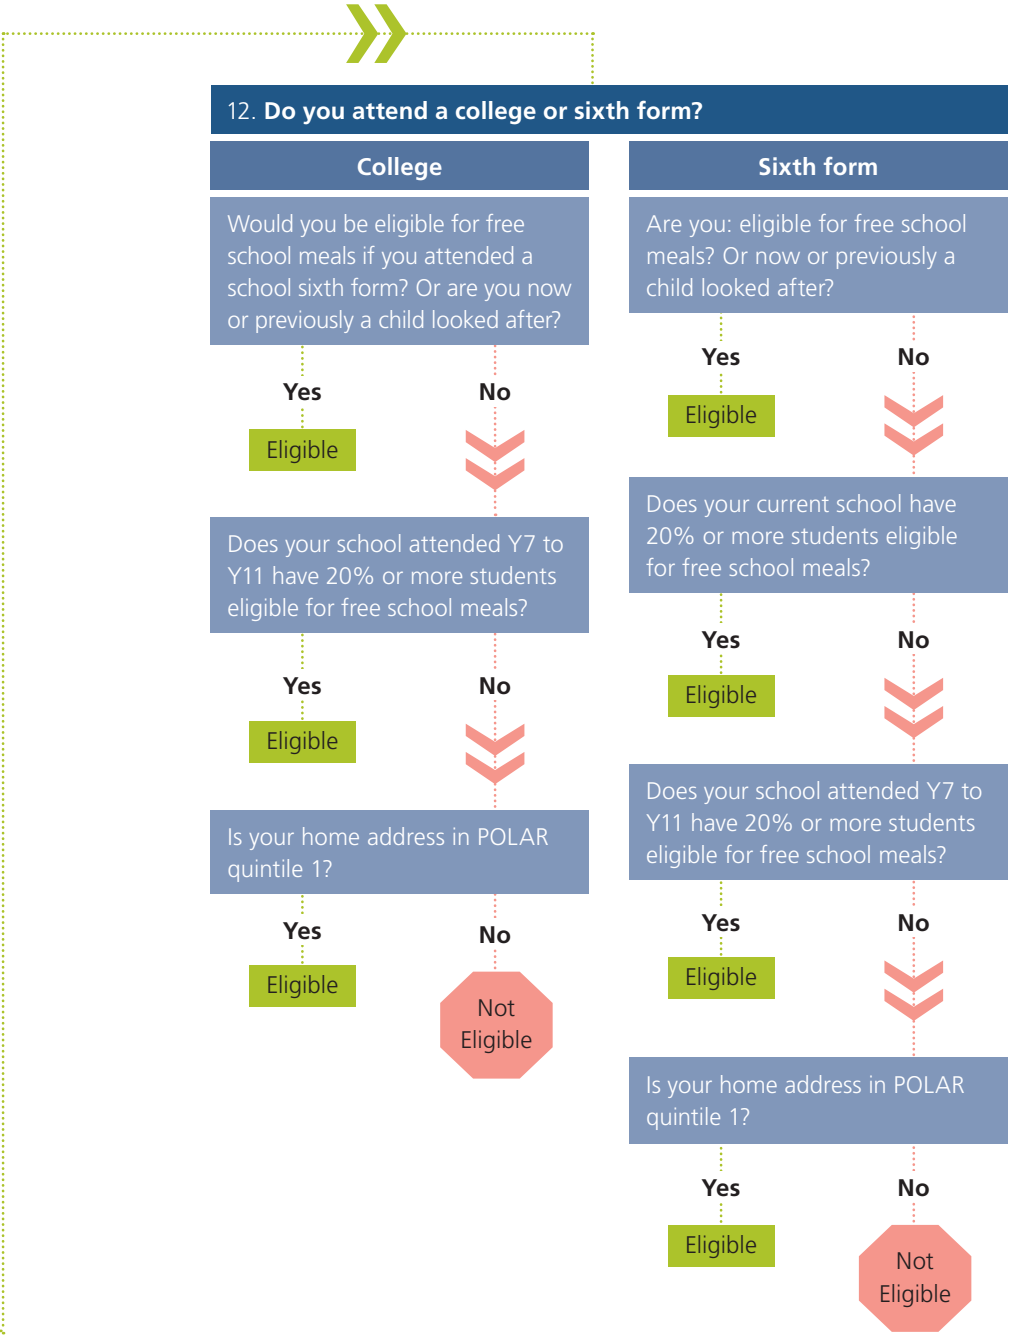 12. Do you attend a college or sixth form?
College
Would you be eligible for free
school meals if you attended a
school sixth form? Or are you now
or previously a child looked after?
Yes
No
Eligible
Does your school attended Y7 to
Y11 have 20% or more students
eligible for free school meals?
Yes
No
Eligible
Is your home address in POLAR
quintile 1?
Yes
No
Eligible
Not
Eligible
Sixth form
Are you: eligible for free school
meals? Or now or previously a
child looked after?
Yes
No
Eligible
Does your current school have
20% or more students eligible
for free school meals?
Yes
No
Eligible
Does your school attended Y7 to
Y11 have 20% or more students
eligible for free school meals?
Yes
No
Eligible
Is your home address in POLAR
quintile 1?
Yes
No
Eligible
Not
Eligible